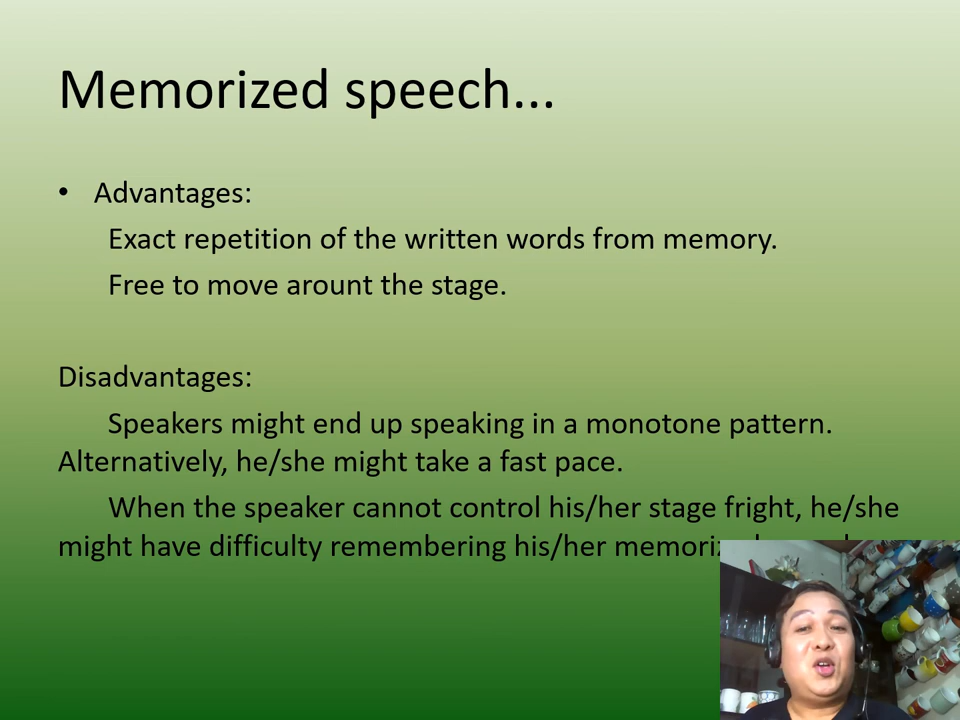 Memorized speech...
• Advantages:
Exact repetition of the written words from memory.
Free to move arount the stage.
Disadvantages:
Speakers might end up speaking in a monotone pattern.
Alternatively, he/she might take a fast pace.
When the speaker cannot control his/her stage fright, he/she
might have difficulty remembering his/her